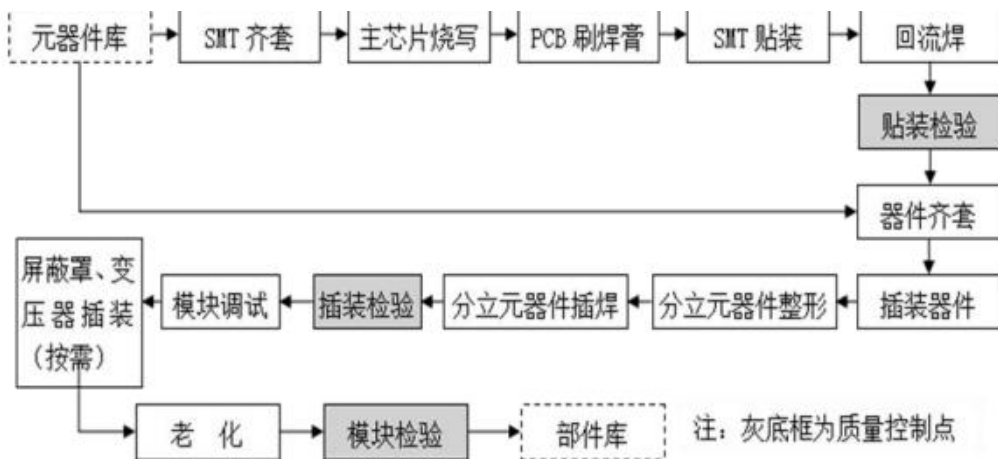 元器件库
SMT 齐套
主芯片烧写
PCB 刷焊膏
SMT 贴装
回流焊
贴装检验
器件齐套
插装器件
分立元器件整形
分立元器件插焊
插装检验
模块调试
屏蔽罩、变
压器插装
（按需）
老 化
模块检验
部件库
注：灰底框为质量控制点